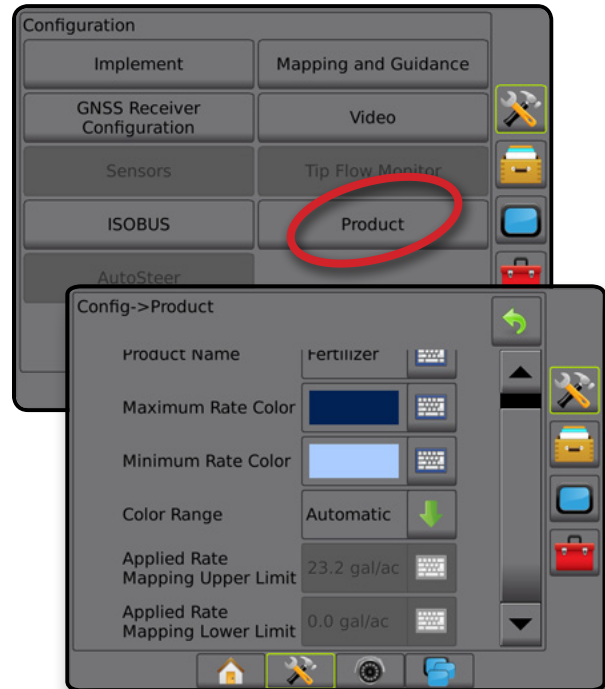 Configuration
Implement
Mapping and Guidance
GNSS Receiver
Configuration
Video
Sensors
Tip Flow Monitor
ISOBUS
Product
AutoSteer
Config->Product
Product Name
Fertilizer
Maximum Rate Color
Minimum Rate Color
Color Range
Automatic
Applied Rate
Mapping Upper Limit
23.2 gal/ac
Applied Rate
Mapping Lower Limit
0.0 gal/ac